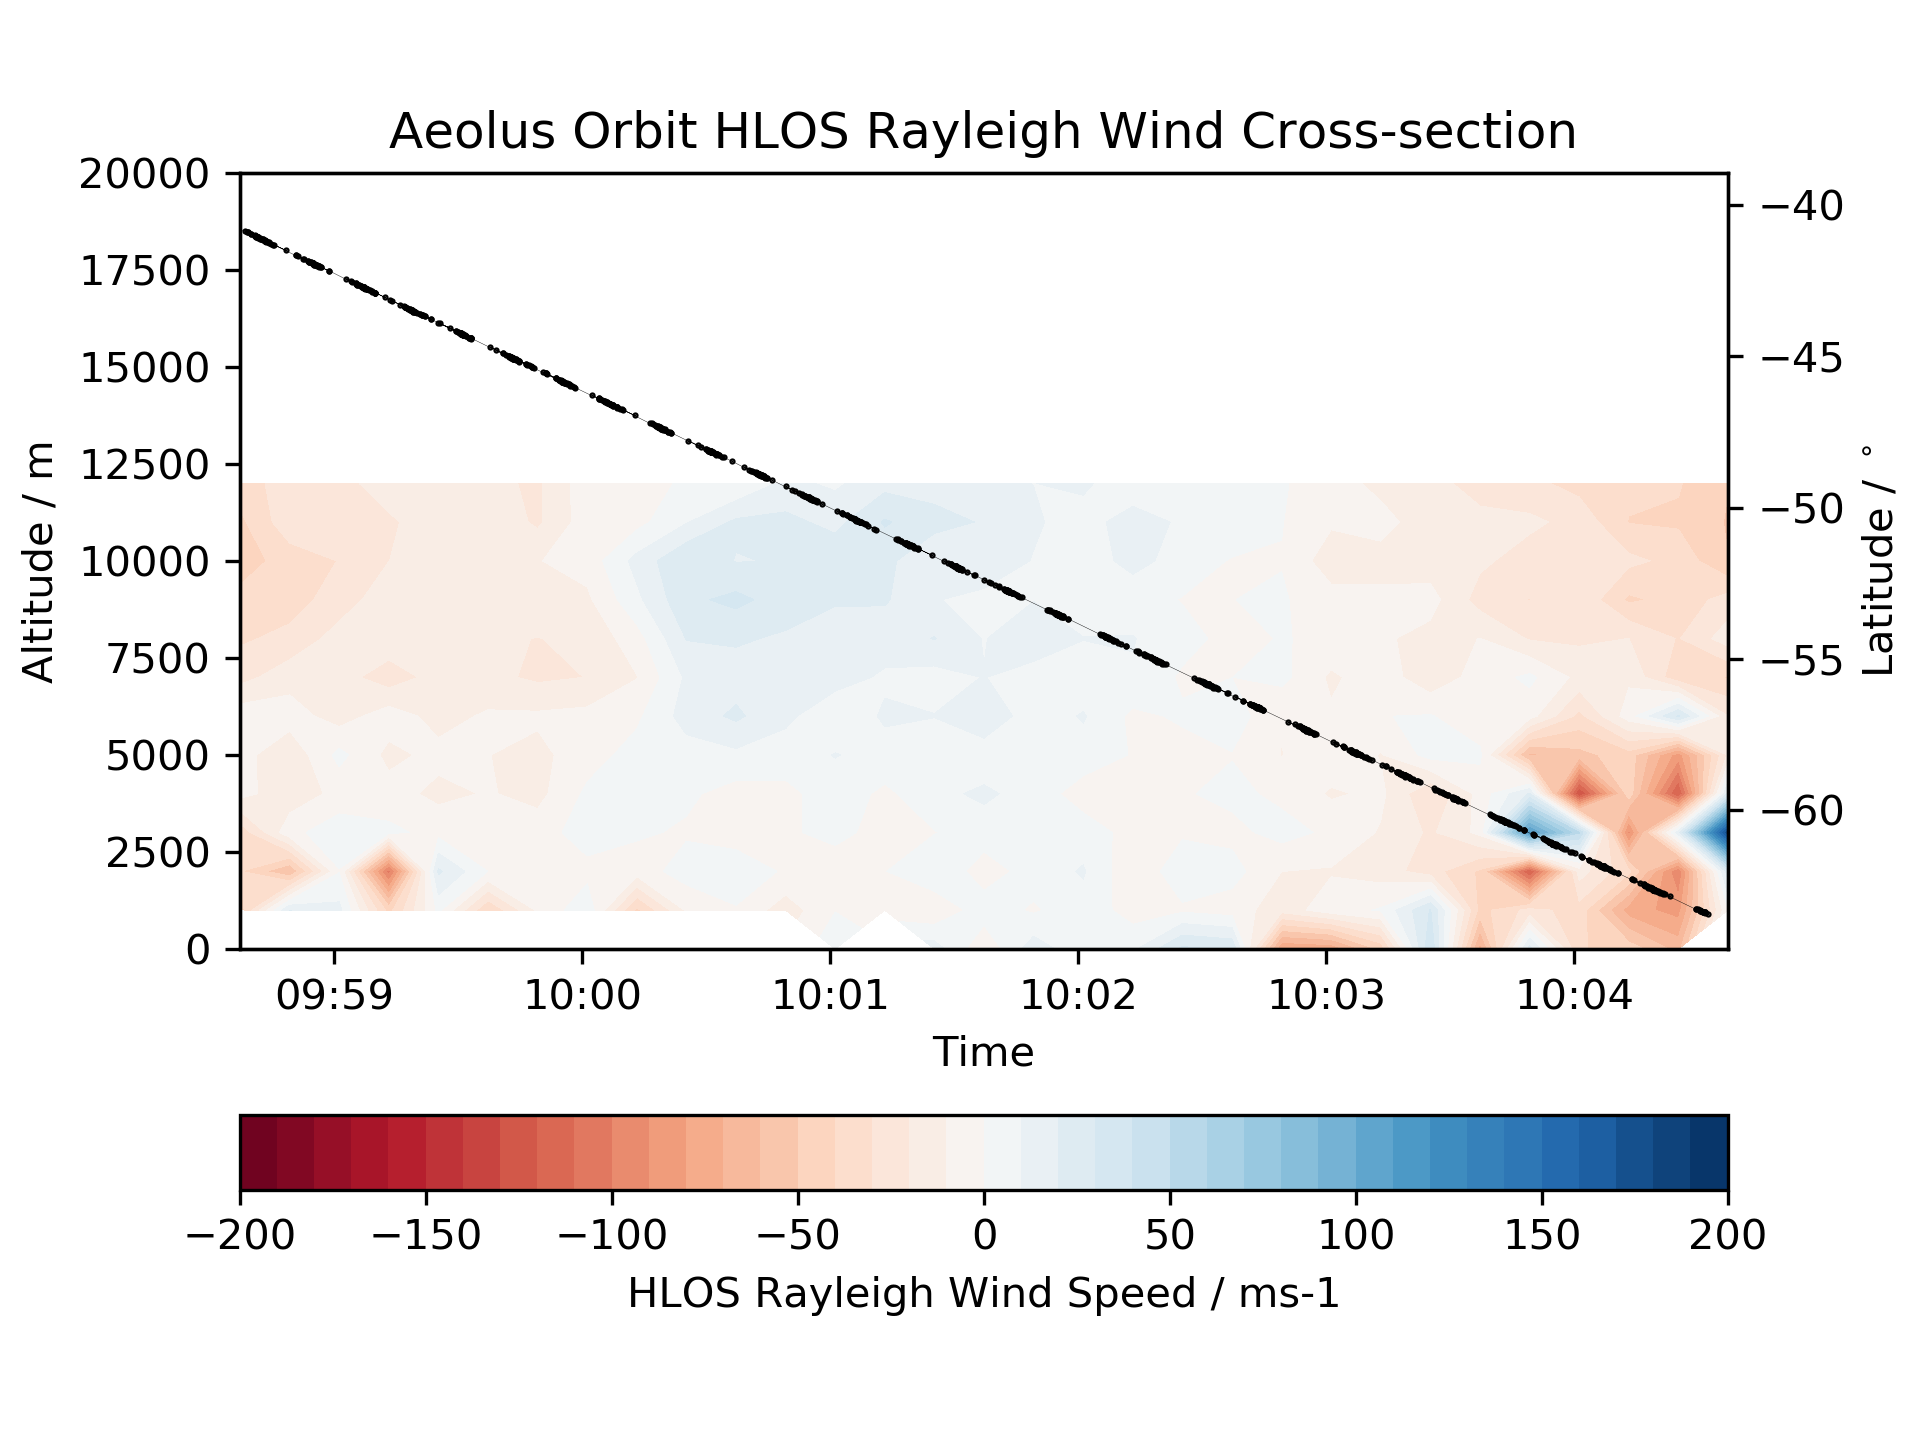 Aeolus Orbit HLOS Rayleigh Wind Cross-section
20000
17500
15000
12500
10000
7500
5000
2500
0
Altitude / m
−40
−45
−50
−55
−60
Latitude / °
09:59 10:00 10:01 10:02 10:03 10:04
Time
−200 −150 −100 −50 0 50 100 150 200
HLOS Rayleigh Wind Speed / ms-1